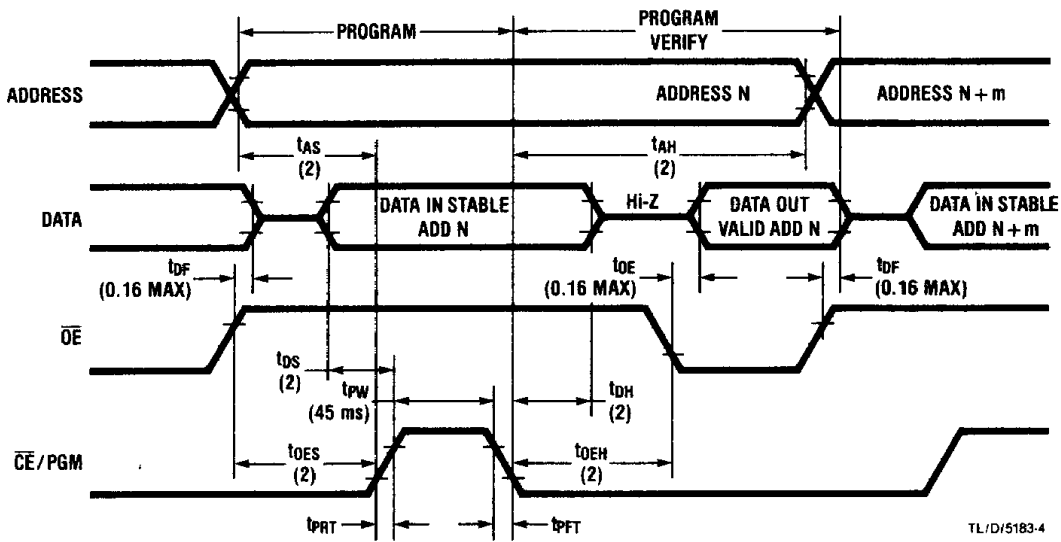 PROGRAM
PROGRAM
VERIFY
ADDRESS
ADDRESS N
ADDRESS N + m
tAS
(2)
tAH
(2)
DATA
DATA IN STABLE
ADD N
Hi-Z
DATA OUT
VALID ADD N
DATA IN STABLE
ADD N + m
tDF
(0.16 MAX)
tOE
(0.16 MAX)
tDF
(0.16 MAX)
OE
tDS
(2)
tPW
(45 ms)
tDH
(2)
CE/PGM
tOES
(2)
tOEH
(2)
tPRT
tPFT
TL/D/5183-4